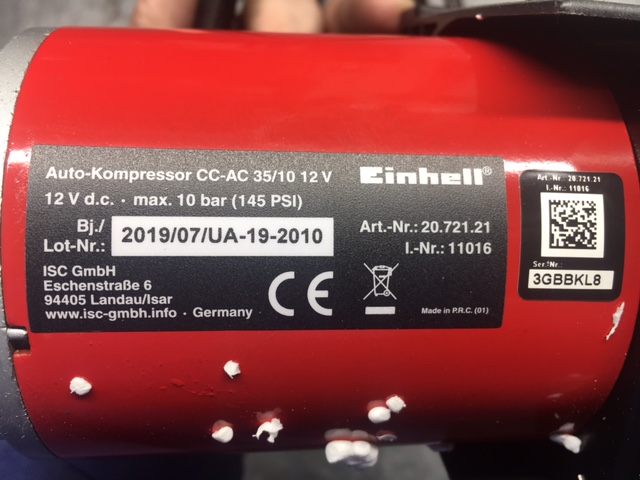 Auto-Kompressor CC-AC 35/10 12 V
Einhell®
12 V d.c. · max. 10 bar (145 PSI)
Bj./
Lot-Nr.: 2019/07/UA-19-2010
Art.-Nr.: 20.721.21
I.-Nr.: 11016
ISC GmbH
Eschenstraße 6
94405 Landau/Isar
www.isc-gmbh.info · Germany
CE
Made in P.R.C. (01)
Art.-Nr 20.721.21
I.-Nr.: 11016
Ser.-Nr.:
3GBBKL8